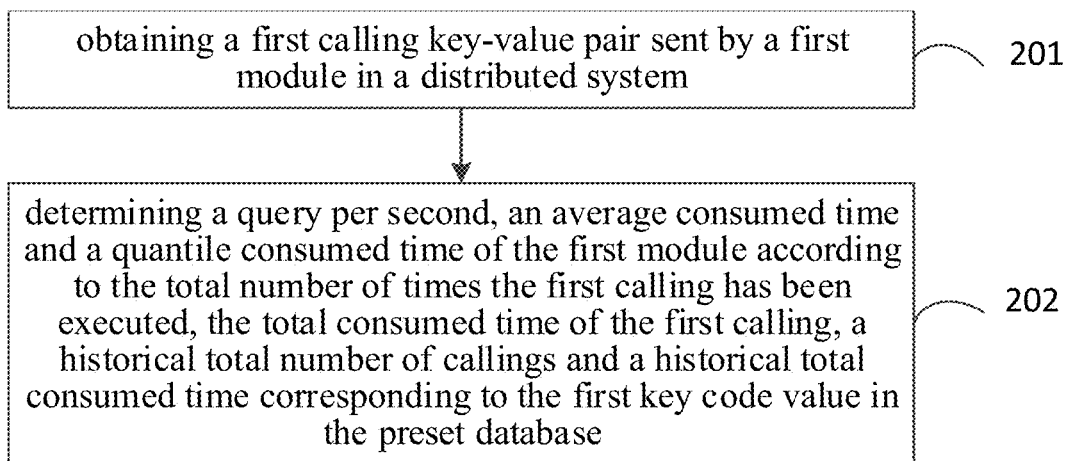 obtaining a first calling key-value pair sent by a first
module in a distributed system
201
determining a query per second, an average consumed time
and a quantile consumed time of the first module according
to the total number of times the first calling has been
executed, the total consumed time of the first calling, a
historical total number of callings and a historical total
consumed time corresponding to the first key code value in
the preset database
202